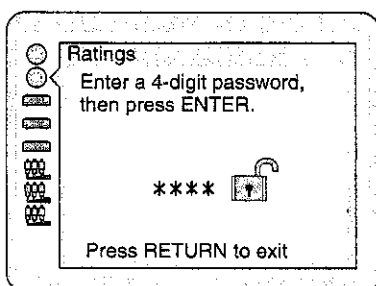 Ratings
Enter a 4-digit password,
then press ENTER.
****
Press RETURN to exit